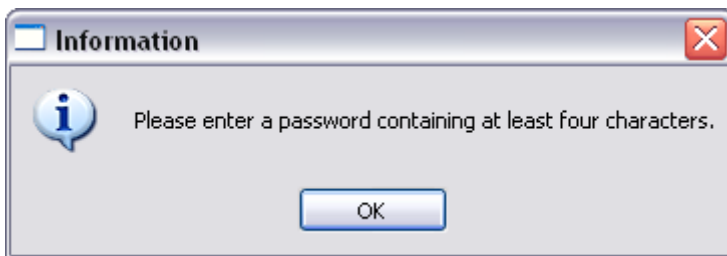 Information
Please enter a password containing at least four characters.
OK